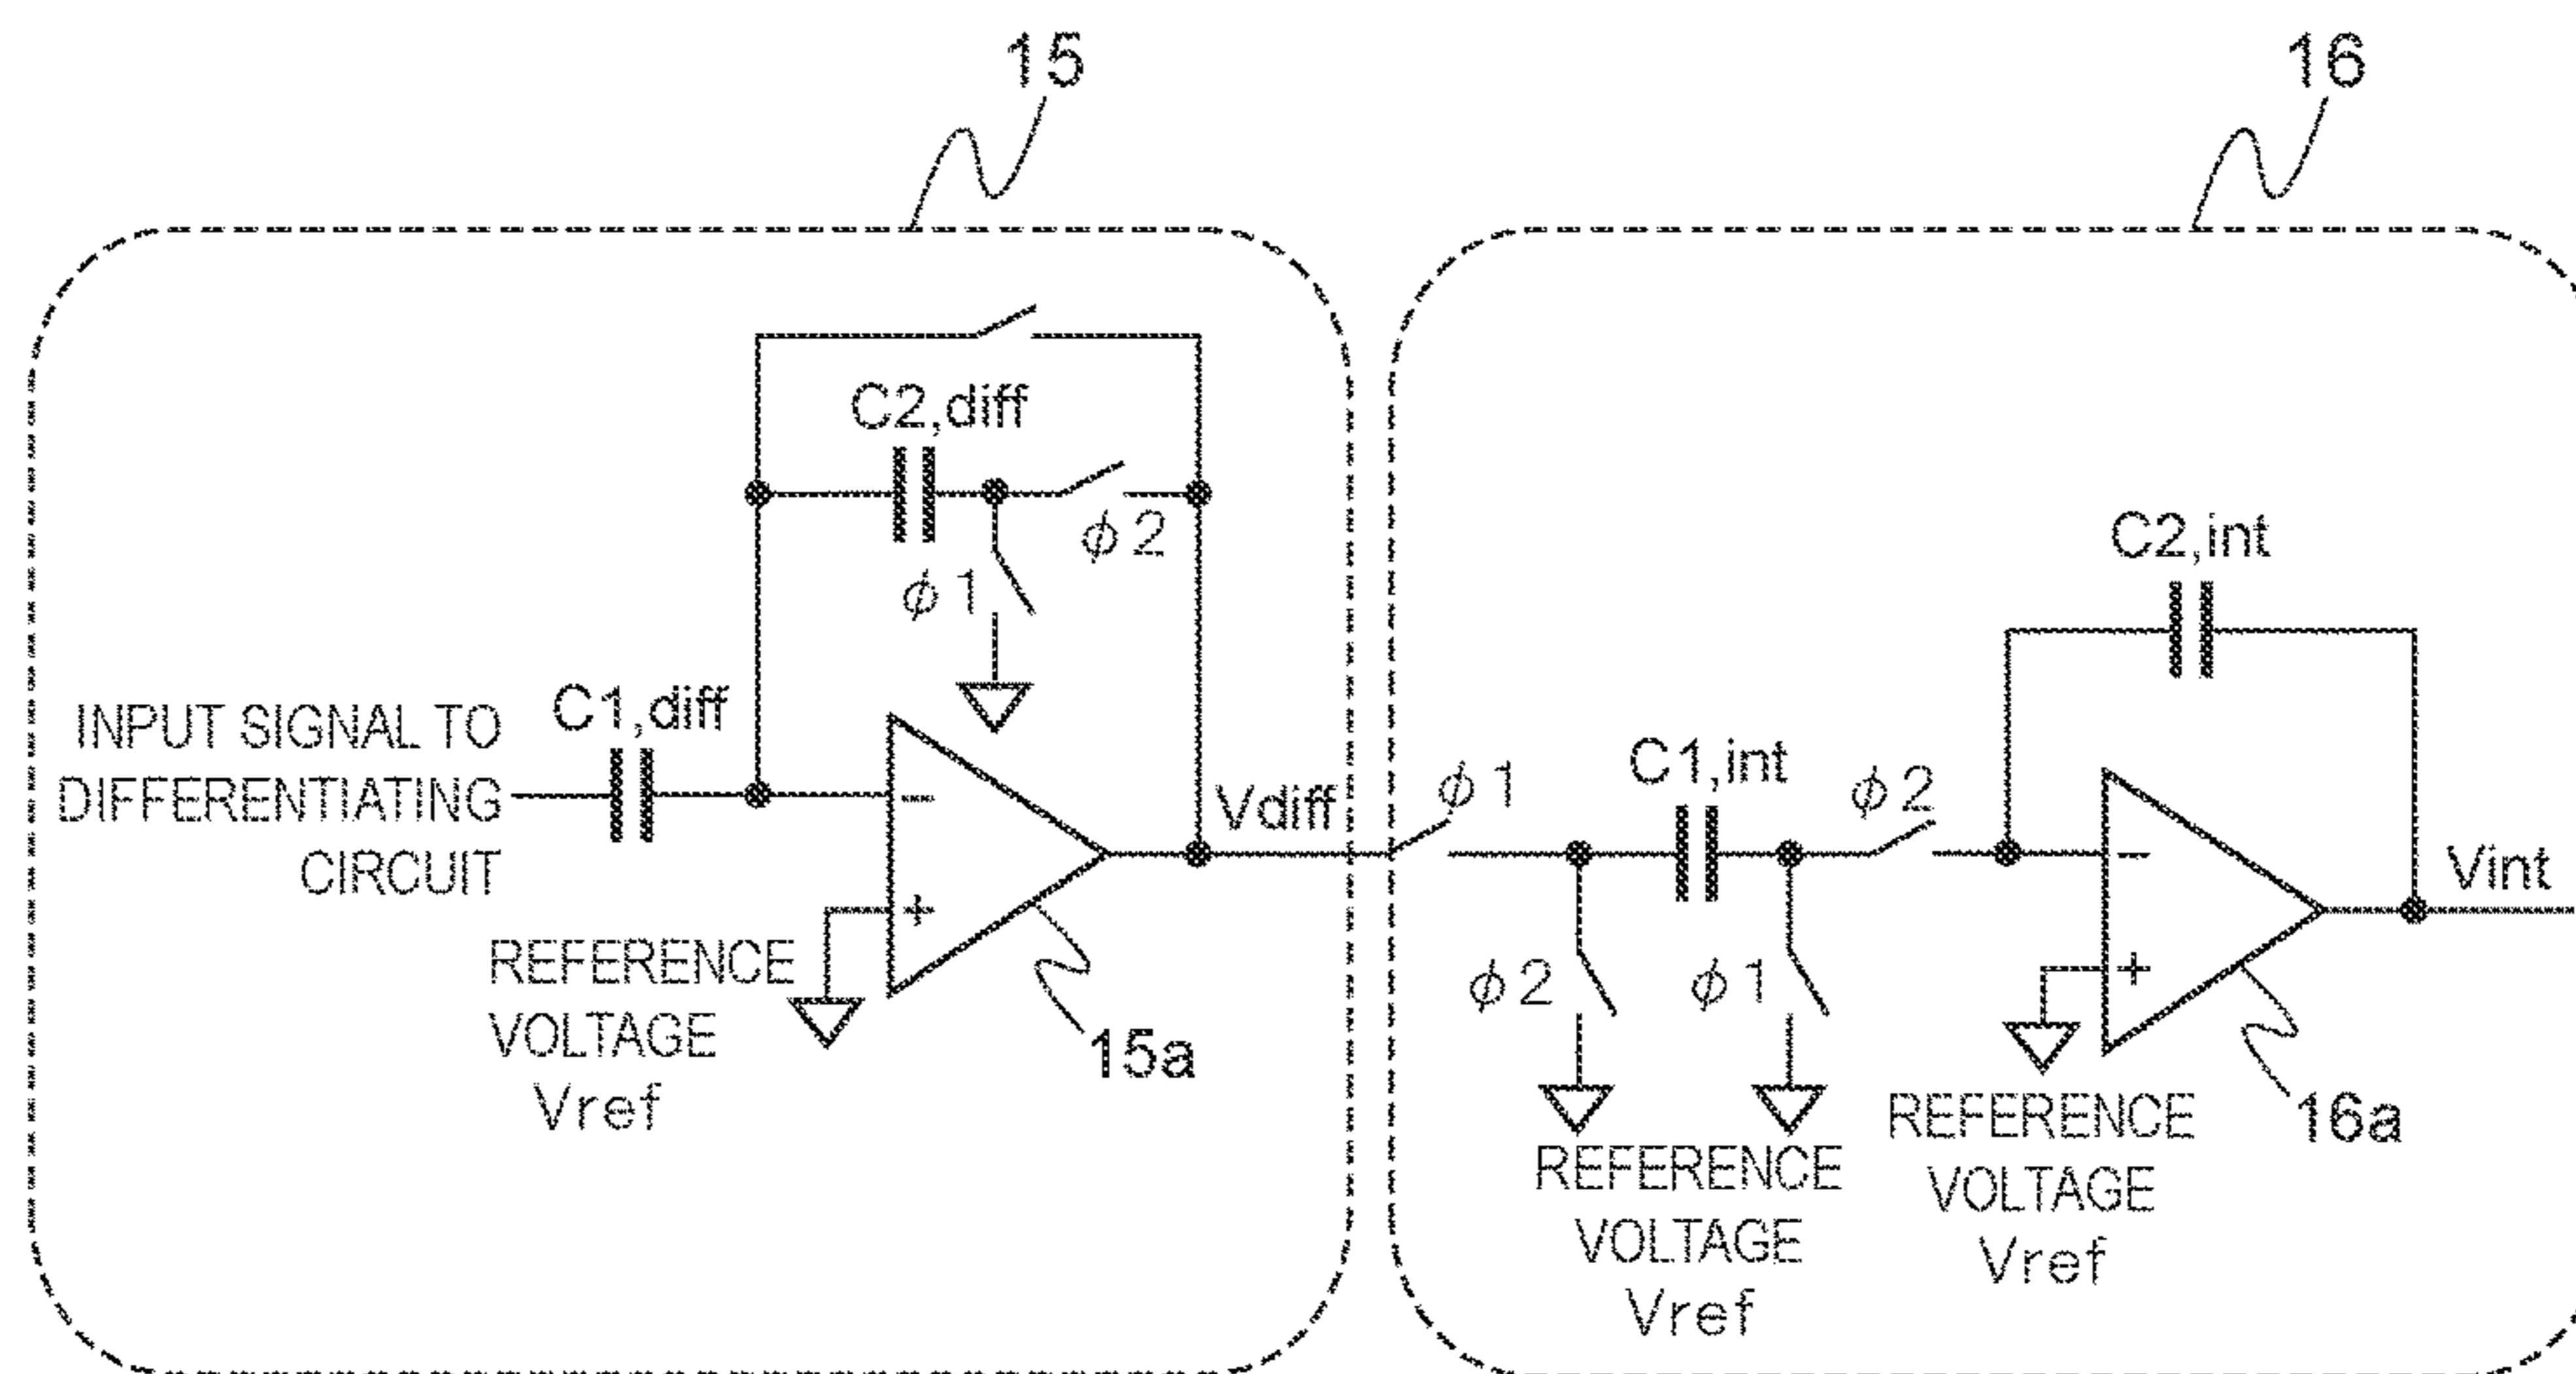 15
16
C2,diff
ϕ2
ϕ1
C2,int
C1,diff
INPUT SIGNAL TO
DIFFERENTIATING
CIRCUIT
−
+
REFERENCE
VOLTAGE
Vref
15a
Vdiff
ϕ1
C1,int
ϕ2
ϕ2
ϕ1
REFERENCE
VOLTAGE
Vref
−
+
REFERENCE
VOLTAGE
Vref
16a
Vint